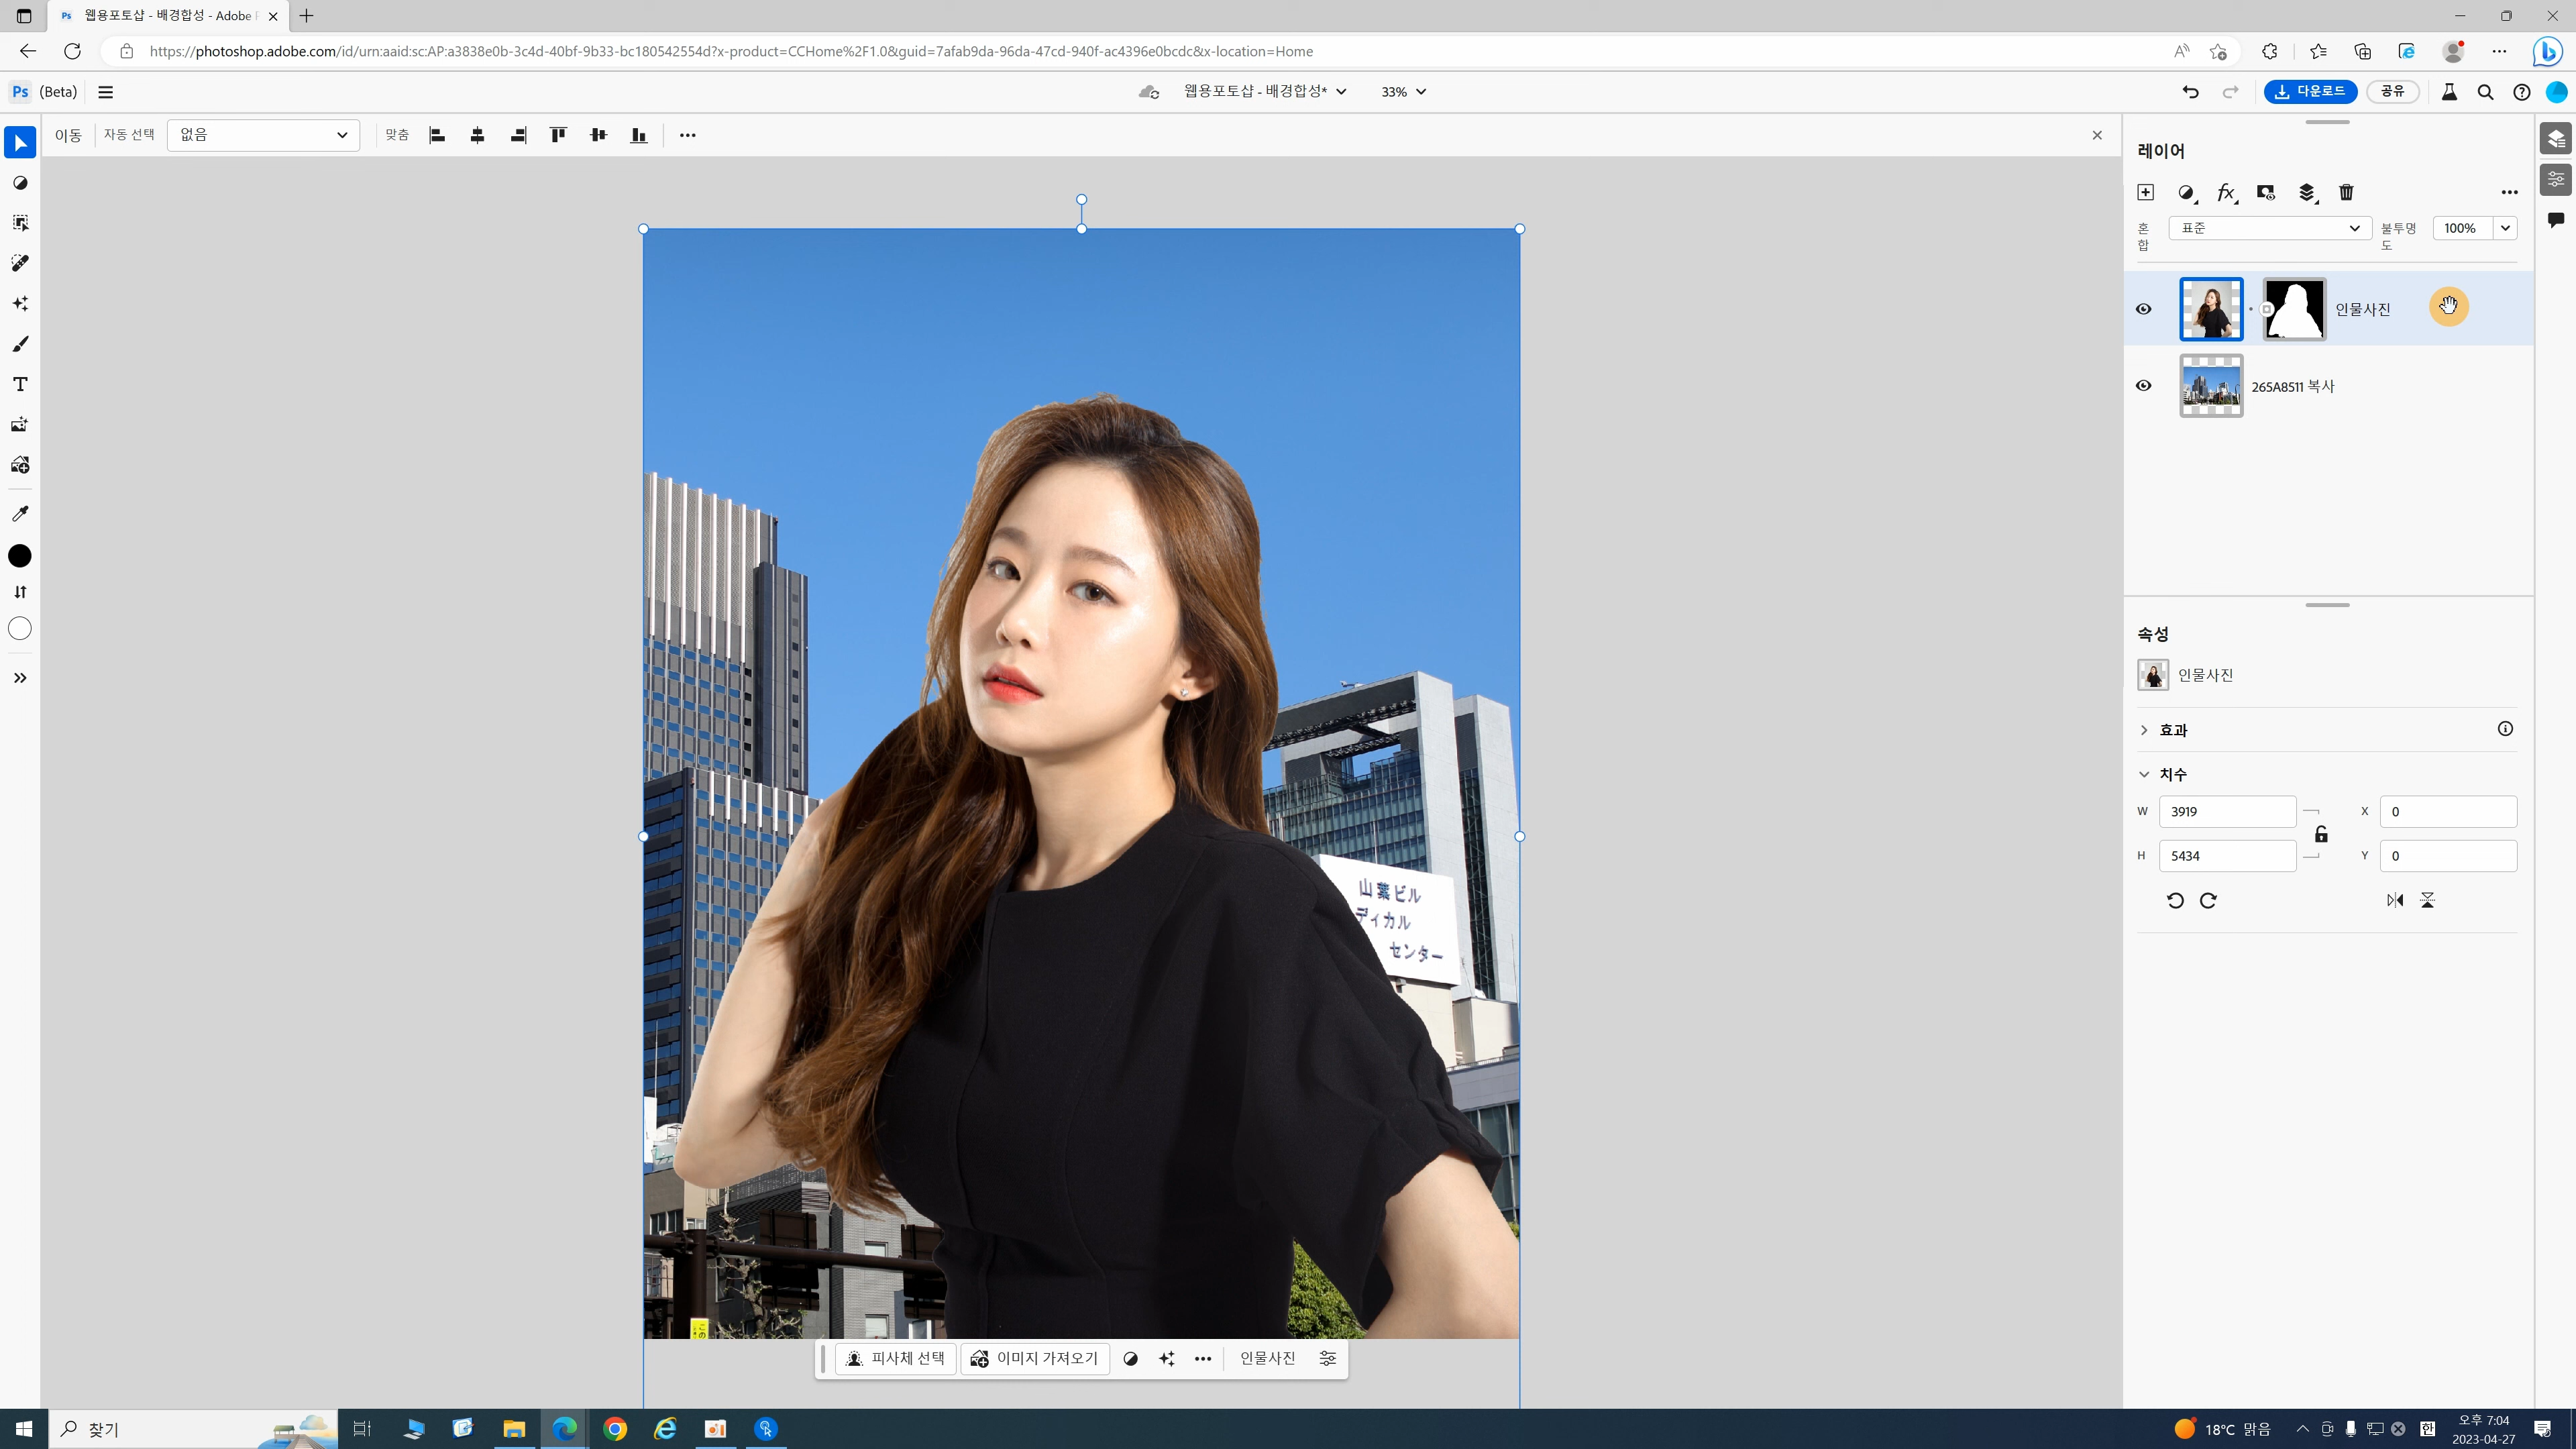 웹용포토샵 - 배경합성 - Adobe
https://photoshop.adobe.com/id/urn:aaid:sc:AP:a3838e0b-3c4d-40bf-9b33-bc180542554d?x-product=CCHome%2F1.0&guid=7afab9da-96da-47cd-940f-ac4396e0bcdc&x-location=Home
Ps (Beta)
웹용포토샵 - 배경합성*
33%
다운로드
공유
이동
자동 선택
없음
맞춤
레이어
혼합
표준
불투명도
100%
인물사진
265A8511 복사
속성
인물사진
효과
치수
W 3919
X 0
H 5434
Y 0
山葉ビル
ディカル
センター
この
피사체 선택
이미지 가져오기
인물사진
찾기
18°C 맑음
한
오후 7:04
2023-04-27